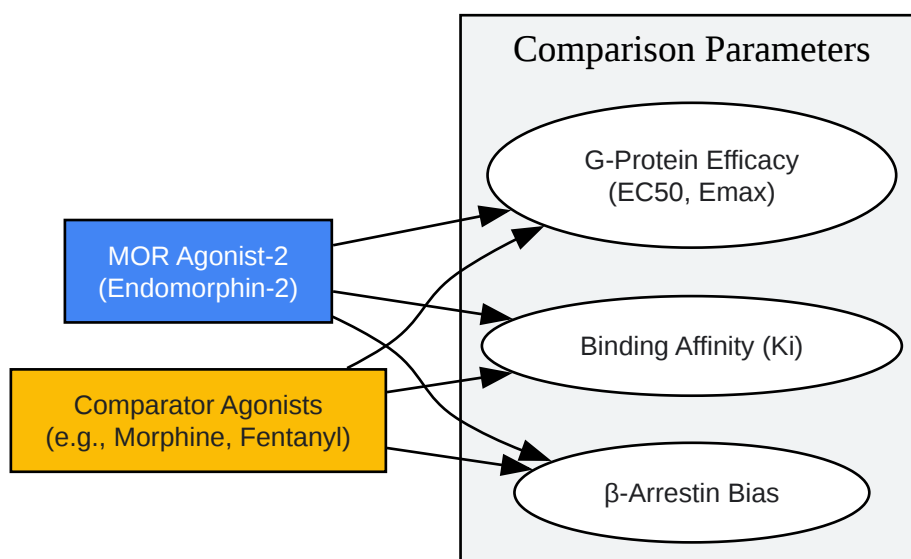 Comparison Parameters
G-Protein Efficacy
(EC50, Emax)
MOR Agonist-2
(Endomorphin-2)
Binding Affinity (Ki)
Comparator Agonists
(e.g., Morphine, Fentanyl)
β-Arrestin Bias